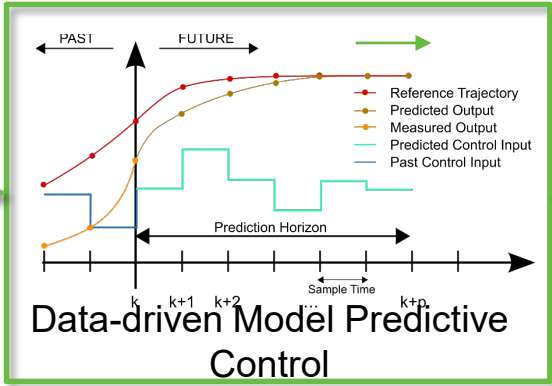 PAST
FUTURE
Reference Trajectory
Predicted Output
Measured Output
Predicted Control Input
Past Control Input
Prediction Horizon
Sample Time
k k+1 k+2 ... k+p
Data-driven Model Predictive
Control